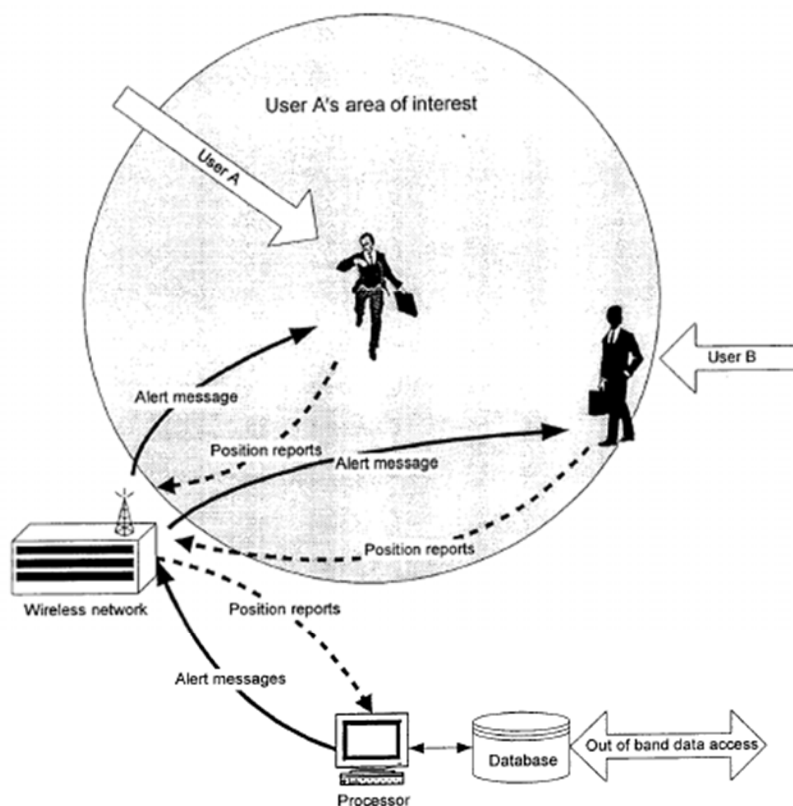 User A's area of interest
User A
User B
Alert message
Position reports
Alert message
Position reports
Wireless network
Position reports
Alert messages
Out of band data access
Database
Processor